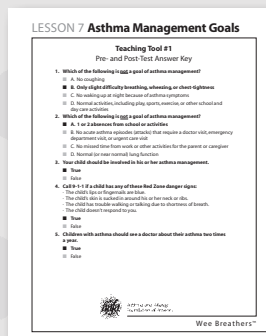 LESSON 7 Asthma Management Goals
Teaching Tool #1
Pre- and Post-Test Answer Key
1. Which of the following is not a goal of asthma management?
A. No coughing
B. Only slight difficulty breathing, wheezing, or chest-tightness
C. No waking up at night because of asthma symptoms
D. Normal activities, including play, sports, exercise, or other school and
day-care activities
2. Which of the following is not a goal of asthma management?
A. 1 or 2 absences from school or activities
B. No acute asthma episodes (attacks) that require a doctor visit, emergency
department visit, or urgent care visit
C. No missed time from work or other activities for the parent or caregiver
D. Normal (or near normal) lung function
3. Your child should be involved in his or her asthma management.
True
False
4. Call 9-1-1 if a child has any of these Red Zone danger signs:
- The child's lips or fingernails are blue.
- The child's skin is sucked in around his or her neck or ribs.
- The child has trouble walking or talking due to shortness of breath.
- The child doesn't respond to you.
True
False
5. Children with asthma should see a doctor about their asthma two times
a year.
True
False
Wee Breathers™